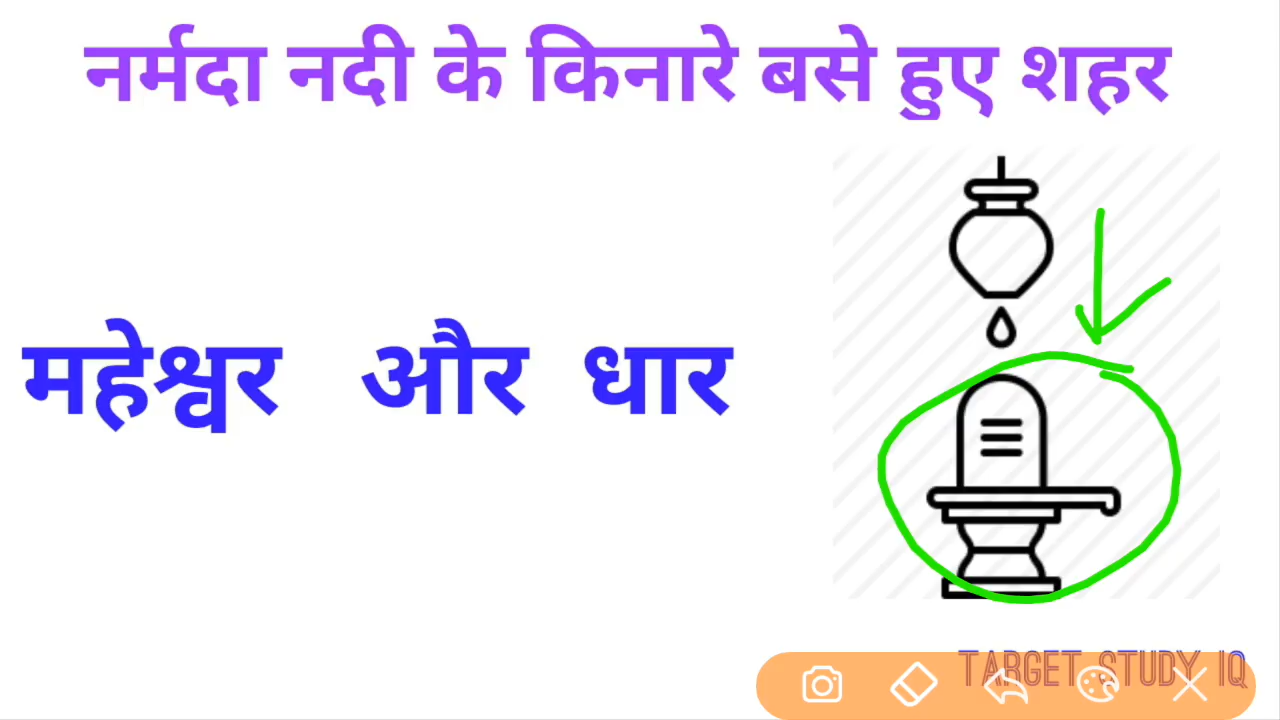 नर्मदा नदी के किनारे बसे हुए शहर
महेश्वर और धार
TARGET STUDY IQ